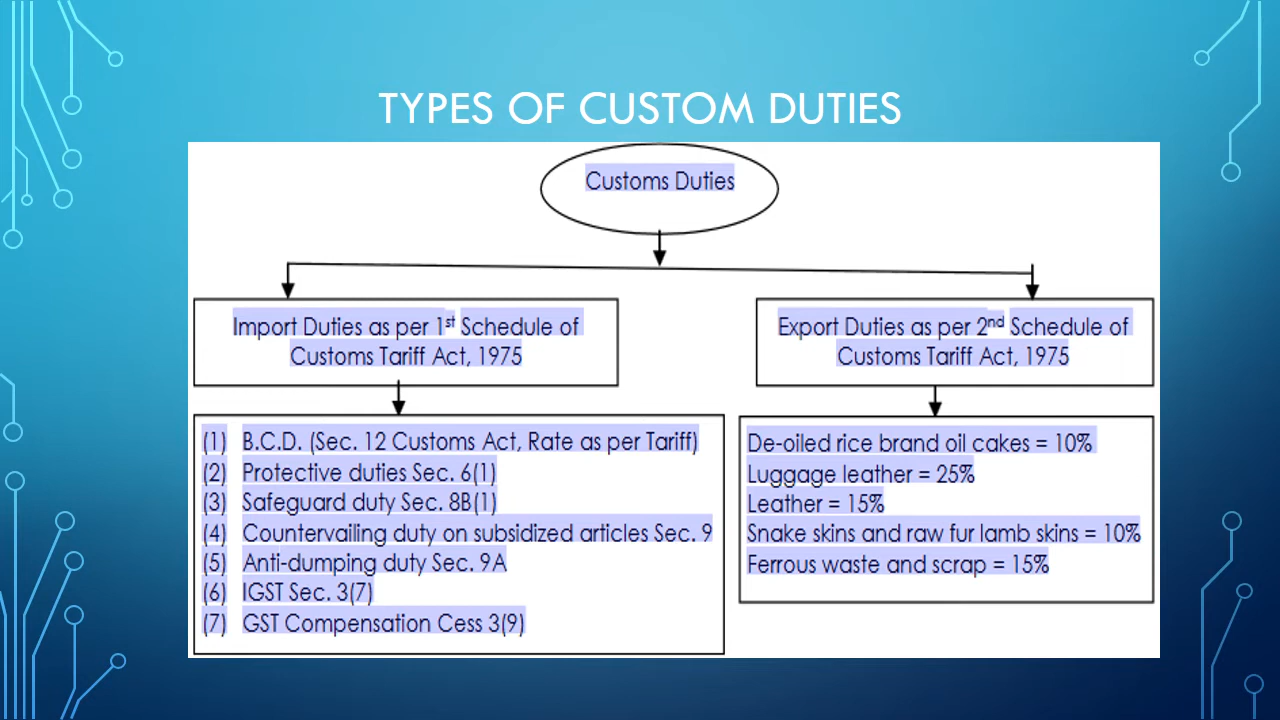 TYPES OF CUSTOM DUTIES
Customs Duties
Import Duties as per 1st Schedule of
Customs Tariff Act, 1975
Export Duties as per 2nd Schedule of
Customs Tariff Act, 1975
(1) B.C.D. (Sec. 12 Customs Act, Rate as per Tariff)
(2) Protective duties Sec. 6(1)
(3) Safeguard duty Sec. 8B(1)
(4) Countervailing duty on subsidized articles Sec. 9
(5) Anti-dumping duty Sec. 9A
(6) IGST Sec. 3(7)
(7) GST Compensation Cess 3(9)
De-oiled rice brand oil cakes = 10%
Luggage leather = 25%
Leather = 15%
Snake skins and raw fur lamb skins = 10%
Ferrous waste and scrap = 15%